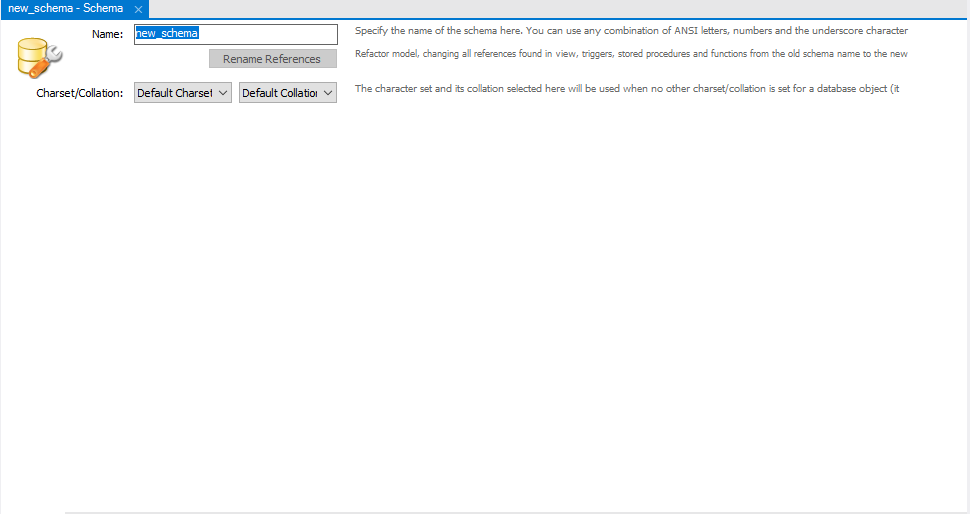 new_schema - Schema
Name: new_schema Specify the name of the schema here. You can use any combination of ANSI letters, numbers and the underscore character
Rename References Refactor model, changing all references found in view, triggers, stored procedures and functions from the old schema name to the new
Charset/Collation: Default Charset Default Collation The character set and its collation selected here will be used when no other charset/collation is set for a database object (it